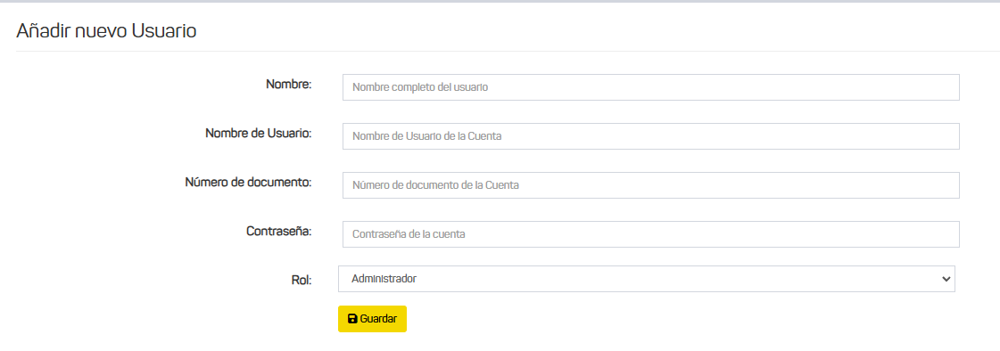 Añadir nuevo Usuario
Nombre: Nombre completo del usuario
Nombre de Usuario: Nombre de Usuario de la Cuenta
Número de documento: Número de documento de la Cuenta
Contraseña: Contraseña de la cuenta
Rol: Administrador
Guardar